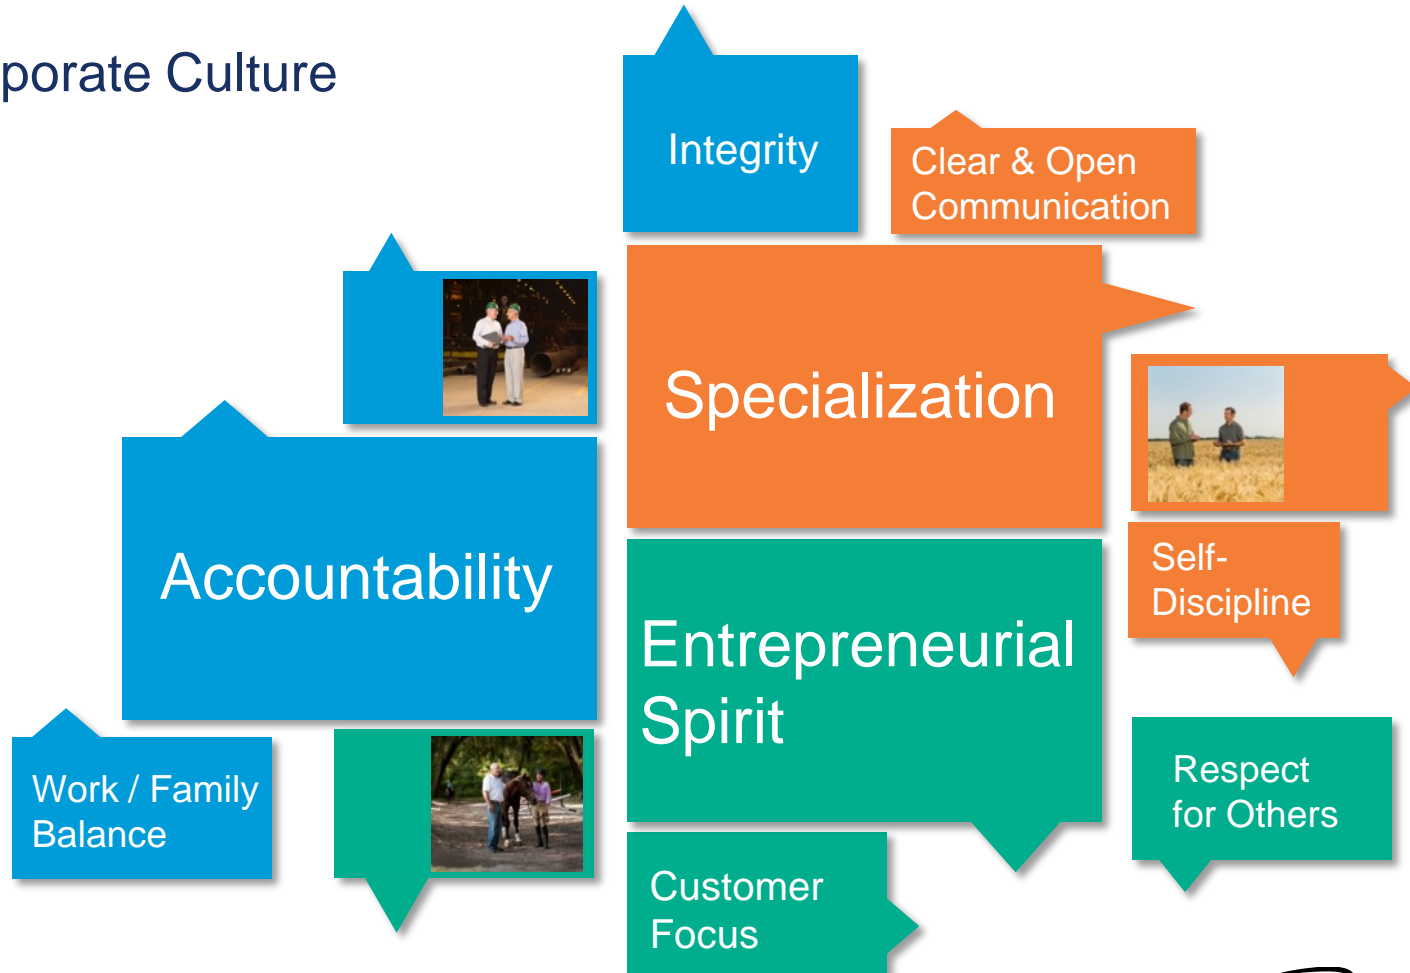 porate Culture
Integrity
Clear & Open
Communication
Specialization
Accountability
Self-
Discipline
Entrepreneurial
Spirit
Work / Family
Balance
Respect
for Others
Customer
Focus